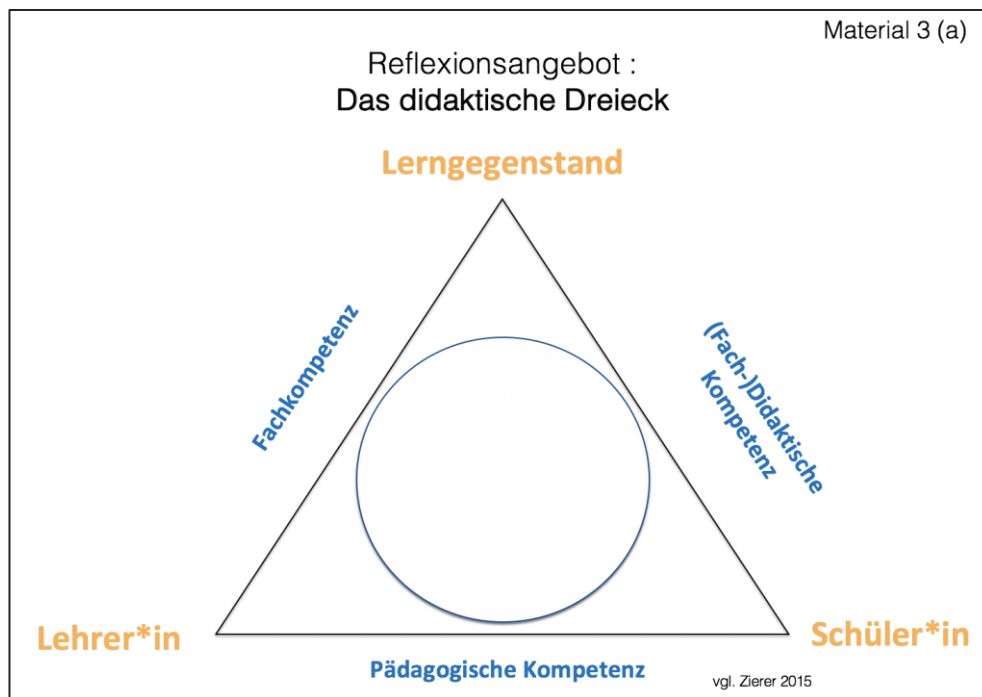 Material 3 (a)
Reflexionsangebot :
Das didaktische Dreieck
Lerngegenstand
Fachkompetenz
(Fach-)Didaktische
Kompetenz
Lehrer*in
Schüler*in
Pädagogische Kompetenz
vgl. Zierer 2015